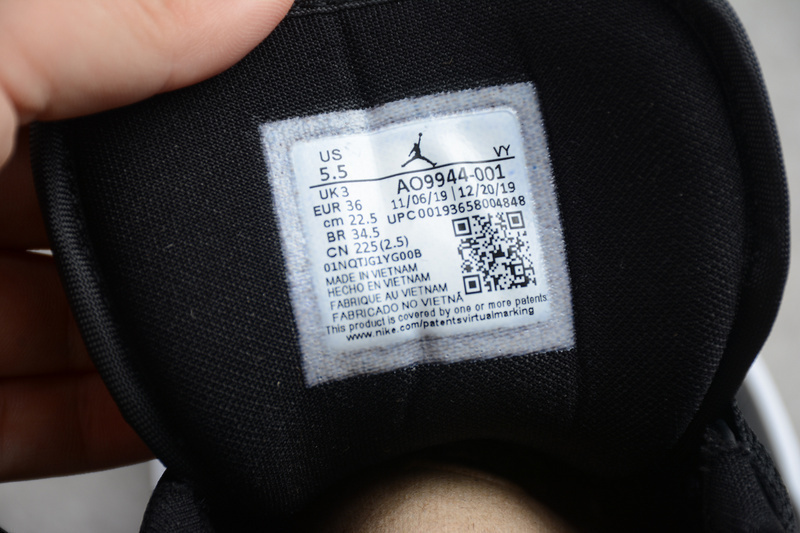 US
5.5
VY
UK 3
AO9944-001
EUR 36
11/06/19 | 12/20/19
cm 22.5
UPC 00193658004848
BR 34.5
CN 225(2.5)
01NQTJG1YG00B
MADE IN VIETNAM
HECHO EN VIETNAM
FABRIQUE AU VIETNAM
FABRICADO NO VIETNÃ
This product is covered by one or more patents
www.nike.com/patentsvirtualmarking